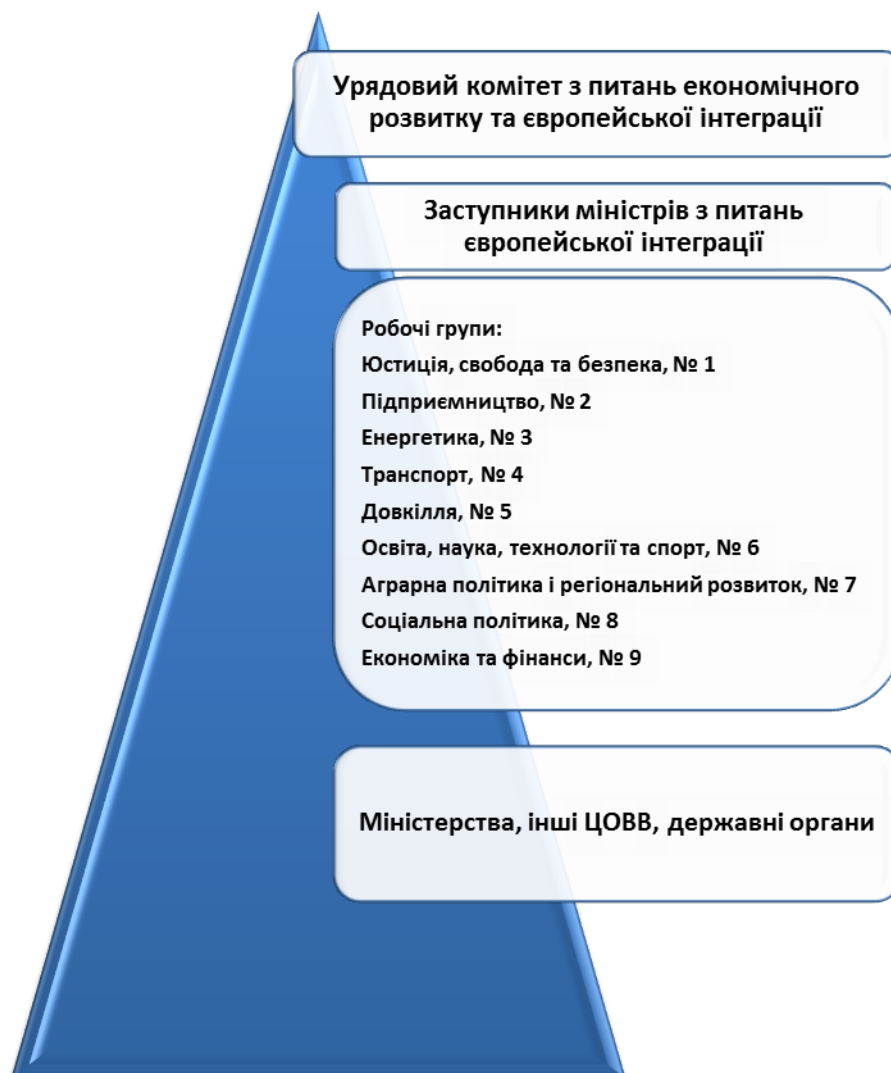 Урядовий комітет з питань економічного
розвитку та європейської інтеграції
Заступники міністрів з питань
європейської інтеграції
Робочі групи:
Юстиція, свобода та безпека, № 1
Підприємництво, № 2
Енергетика, № 3
Транспорт, № 4
Довкілля, № 5
Освіта, наука, технології та спорт, № 6
Аграрна політика і регіональний розвиток, № 7
Соціальна політика, № 8
Економіка та фінанси, № 9
Міністерства, інші ЦОВВ, державні органи